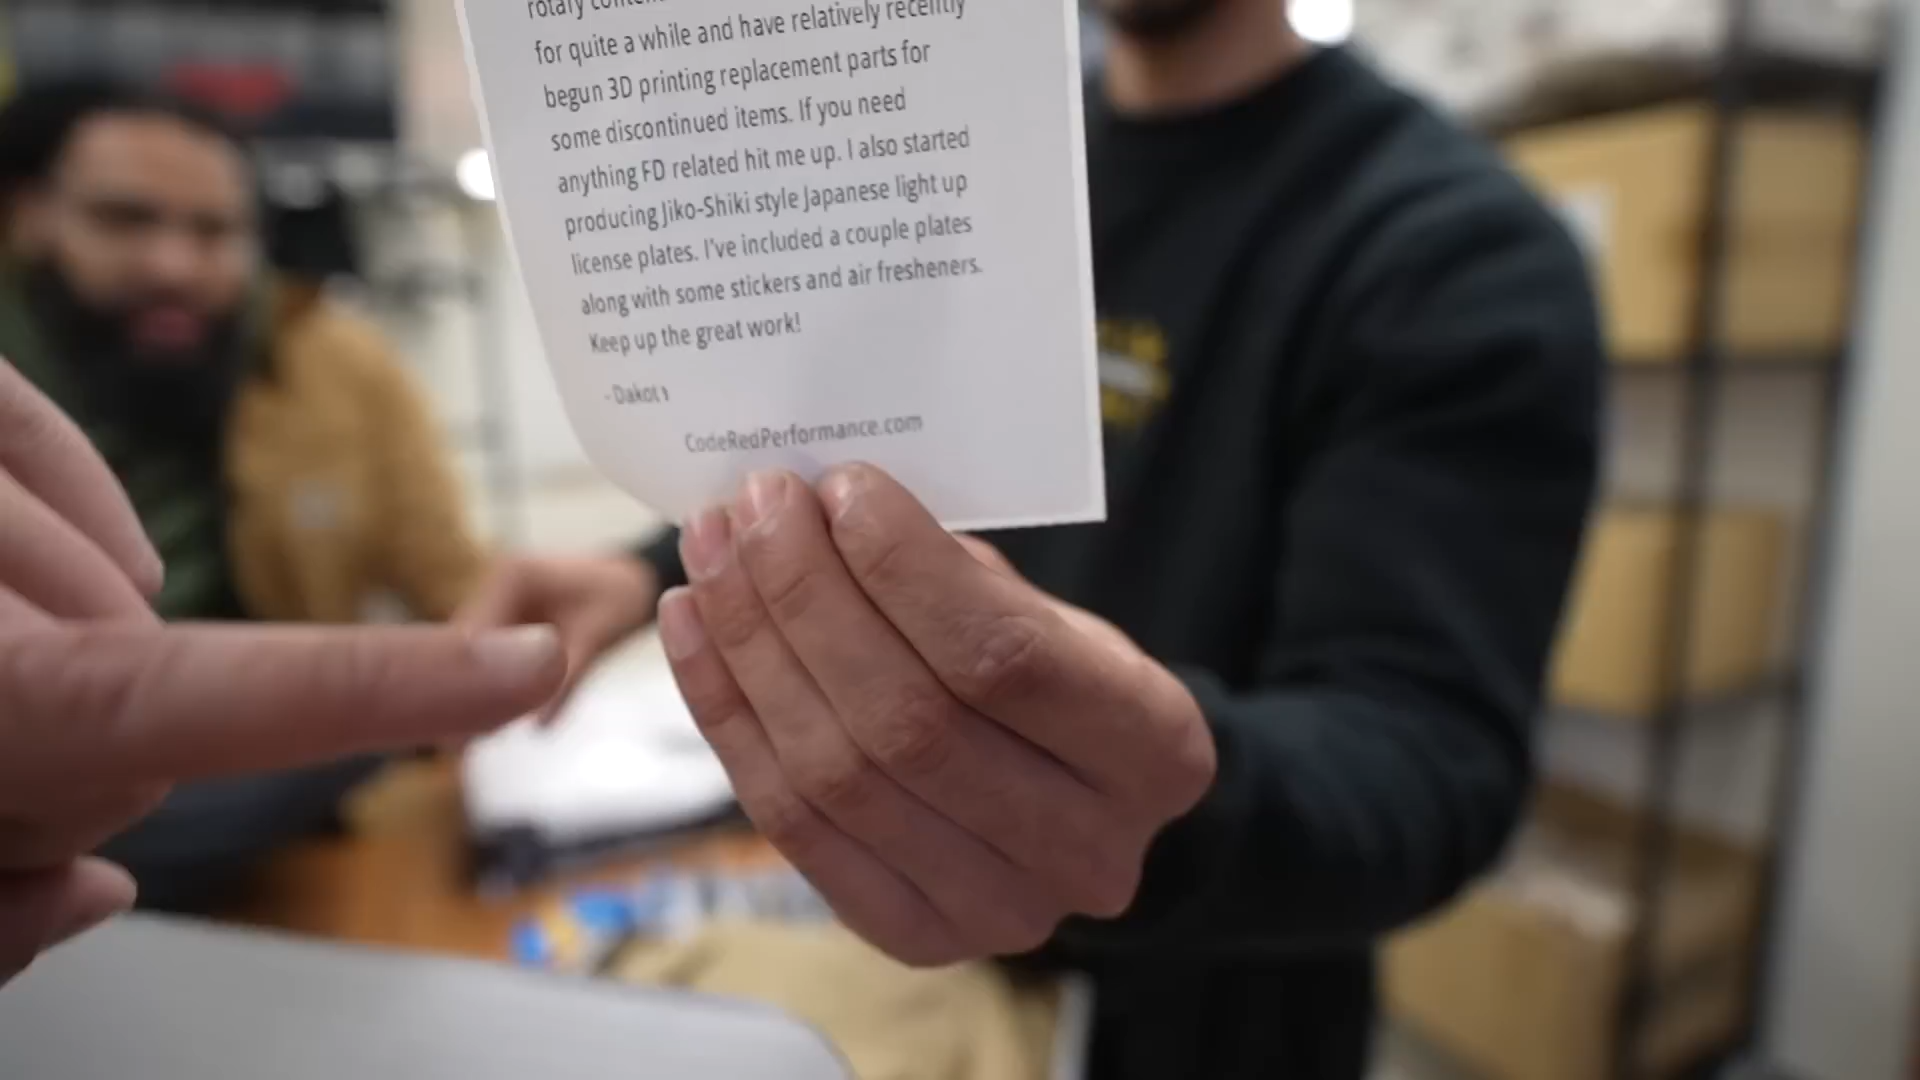 rotary
for quite a while and have relatively recently
begun 3D printing replacement parts for
some discontinued items. If you need
anything FD related hit me up. I also started
producing Jiko-Shiki style Japanese light up
license plates. I've included a couple plates
along with some stickers and air fresheners.
Keep up the great work!
- Dakota
CodeRedPerformance.com